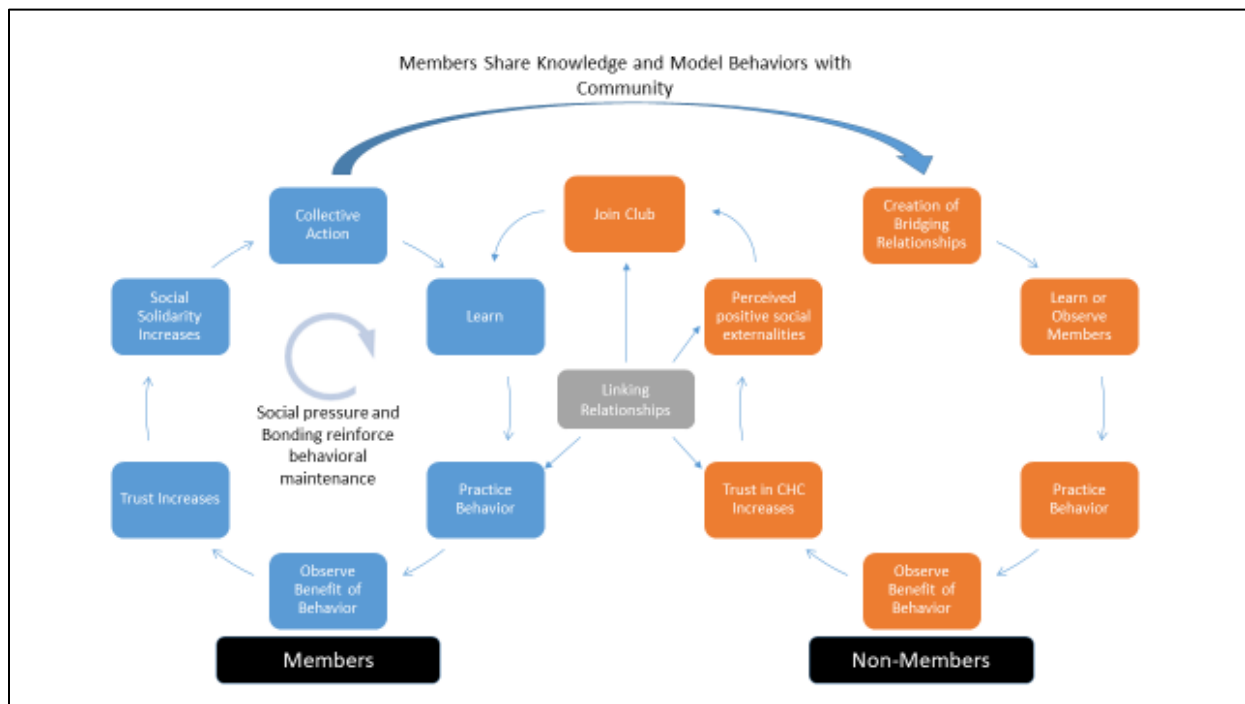 Members Share Knowledge and Model Behaviors with
Community
Collective
Action
Join Club
Creation of
Bridging
Relationships
Social
Solidarity
Increases
Learn
Perceived
positive social
externalities
Learn or
Observe
Members
Linking
Relationships
Social pressure and
Bonding reinforce
behavioral
maintenance
Trust Increases
Practice
Behavior
Trust in CHC
Increases
Practice
Behavior
Observe
Benefit of
Behavior
Observe
Benefit of
Behavior
Members
Non-Members